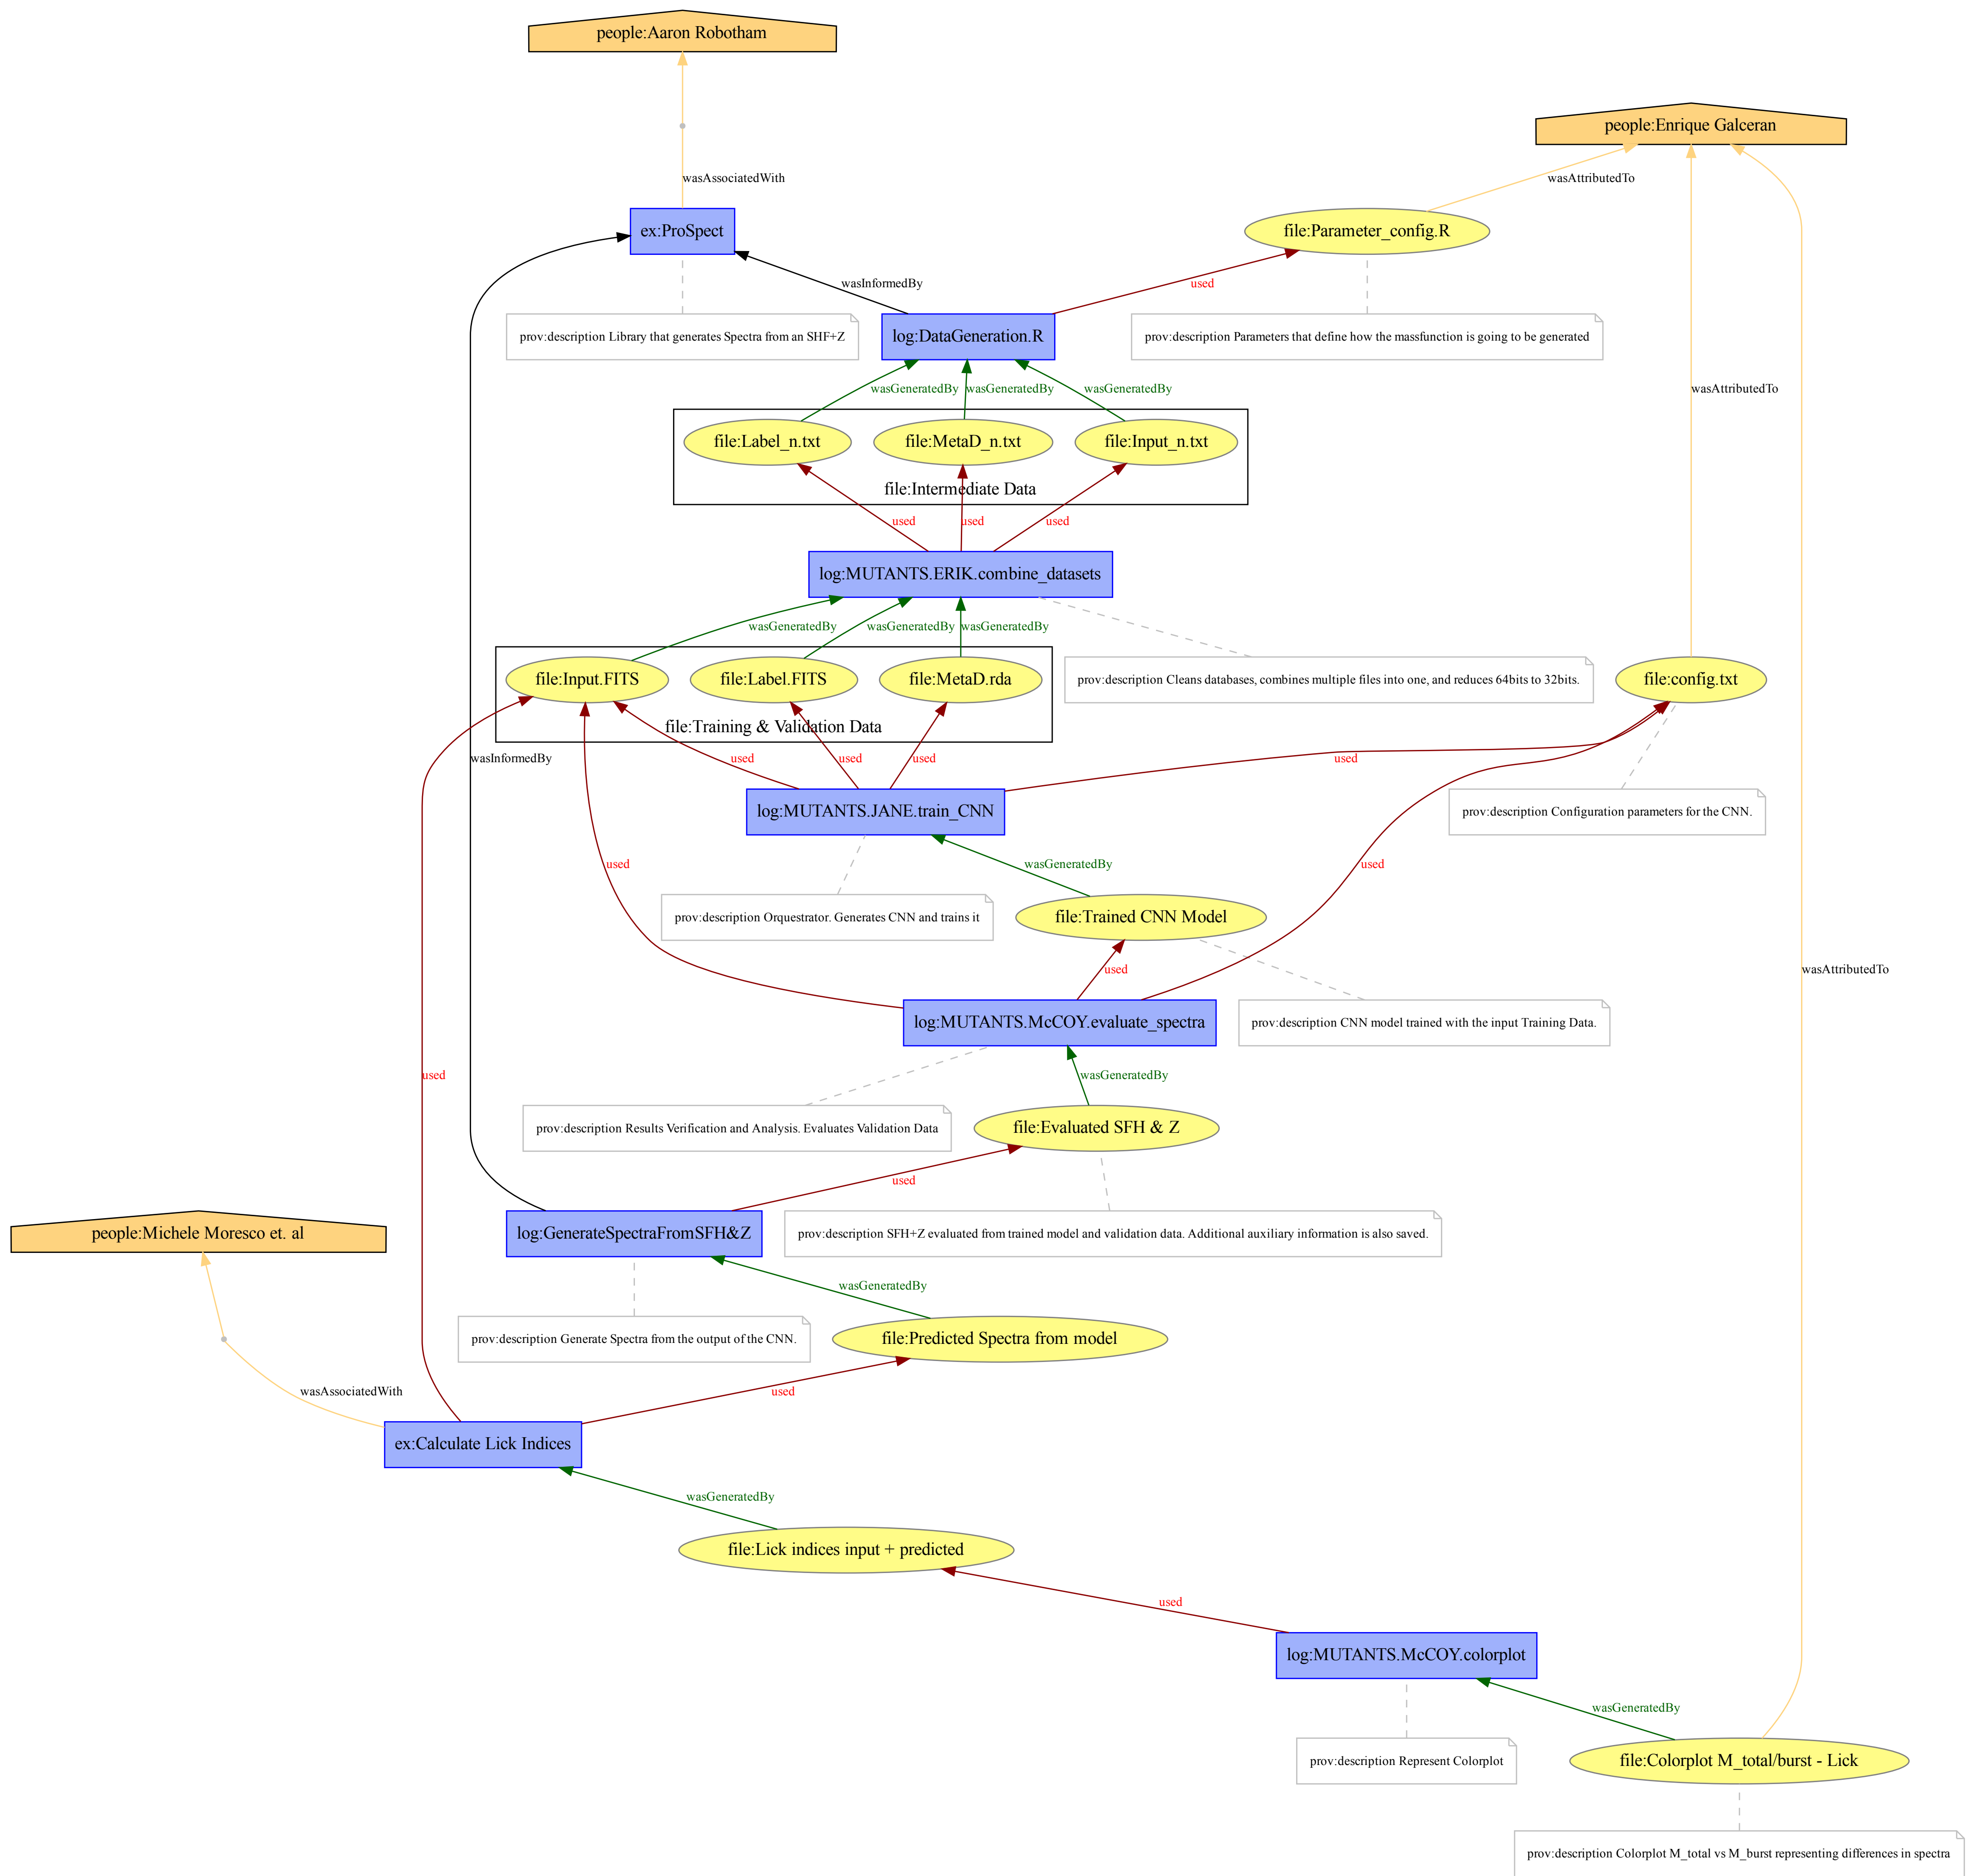 people:Aaron Robotham
people:Enrique Galceran
wasAssociatedWith
wasAttributedTo
ex:ProSpect
file:Parameter_config.R
wasInformedBy
used
prov:description Library that generates Spectra from an SHF+Z
log:DataGeneration.R
prov:description Parameters that define how the massfunction is going to be generated
wasGeneratedBy
wasGeneratedBy
wasGeneratedBy
wasAttributedTo
file:Label_n.txt
file:MetaD_n.txt
file:Input_n.txt
file:Intermediate Data
used
used
used
log:MUTANTS.ERIK.combine_datasets
wasGeneratedBy
wasGeneratedBy
wasGeneratedBy
file:Input.FITS
file:Label.FITS
file:MetaD.rda
prov:description Cleans databases, combines multiple files into one, and reduces 64bits to 32bits.
file:config.txt
file:Training & Validation Data
wasInformedBy
used
used
used
used
log:MUTANTS.JANE.train_CNN
prov:description Configuration parameters for the CNN.
used
wasGeneratedBy
used
prov:description Orquestrator. Generates CNN and trains it
file:Trained CNN Model
used
wasAttributedTo
log:MUTANTS.McCOY.evaluate_spectra
prov:description CNN model trained with the input Training Data.
used
wasGeneratedBy
prov:description Results Verification and Analysis. Evaluates Validation Data
file:Evaluated SFH & Z
used
people:Michele Moresco et. al
log:GenerateSpectraFromSFH&Z
prov:description SFH+Z evaluated from trained model and validation data. Additional auxiliary information is also saved.
wasGeneratedBy
prov:description Generate Spectra from the output of the CNN.
file:Predicted Spectra from model
wasAssociatedWith
used
ex:Calculate Lick Indices
wasGeneratedBy
file:Lick indices input + predicted
used
log:MUTANTS.McCOY.colorplot
wasGeneratedBy
prov:description Represent Colorplot
file:Colorplot M_total/burst - Lick
prov:description Colorplot M_total vs M_burst representing differences in spectra